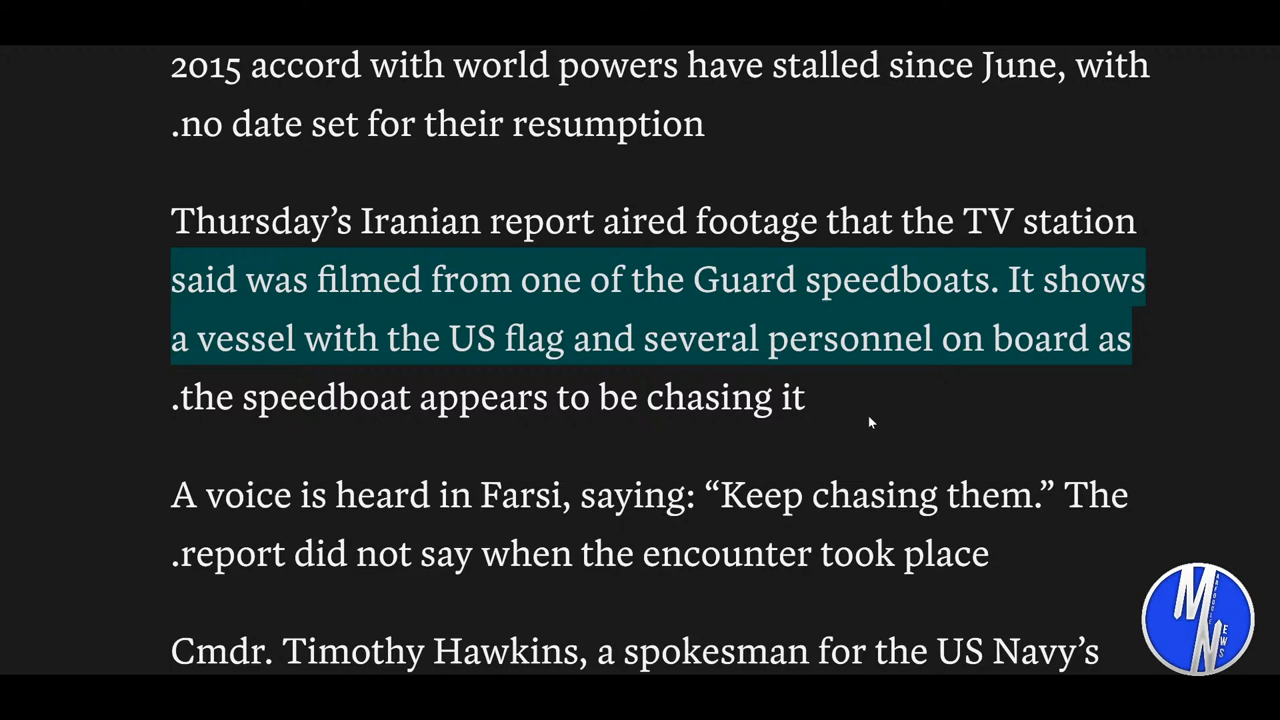 2015 accord with world powers have stalled since June, with
.no date set for their resumption
Thursday’s Iranian report aired footage that the TV station
said was filmed from one of the Guard speedboats. It shows
a vessel with the US flag and several personnel on board as
.the speedboat appears to be chasing it
A voice is heard in Farsi, saying: “Keep chasing them.” The
.report did not say when the encounter took place
Cmdr. Timothy Hawkins, a spokesman for the US Navy’s
M
N
EWS